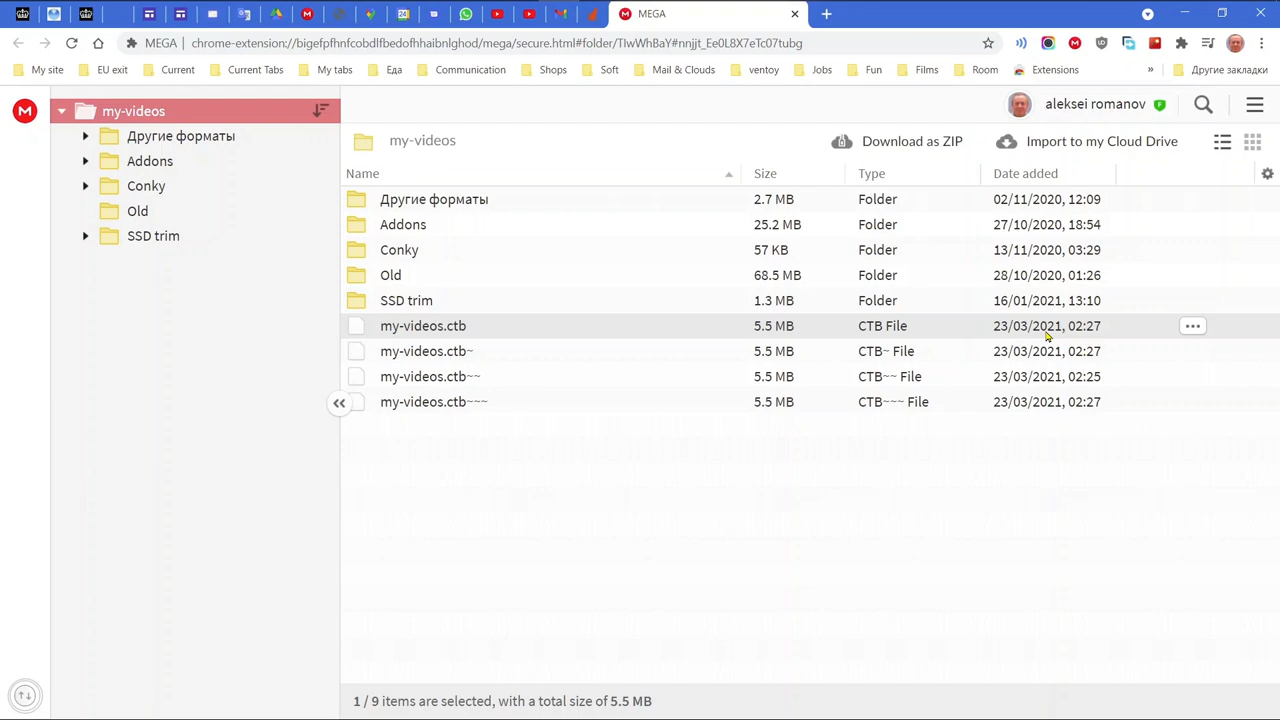 MEGA
MEGA chrome-extension://bigefpfhnfcobdlfbedofhhaibnlghod/mega/secure.html#folder/TIwWhBaY#nnjjt_Ee0L8X7eTc07tubg
My site EU exit Current Current Tabs My tabs Еда Communication Shops Soft Mail & Clouds ventoy Jobs Fun Films Room Extensions » Другие закладки
my-videos
Другие форматы
Addons
Conky
Old
SSD trim
aleksei romanov
my-videos Download as ZIP Import to my Cloud Drive
Name Size Type Date added
Другие форматы 2.7 MB Folder 02/11/2020, 12:09
Addons 25.2 MB Folder 27/10/2020, 18:54
Conky 57 KB Folder 13/11/2020, 03:29
Old 68.5 MB Folder 28/10/2020, 01:26
SSD trim 1.3 MB Folder 16/01/2021, 13:10
my-videos.ctb 5.5 MB CTB File 23/03/2021, 02:27
my-videos.ctb~ 5.5 MB CTB~ File 23/03/2021, 02:27
my-videos.ctb~~ 5.5 MB CTB~~ File 23/03/2021, 02:25
my-videos.ctb~~~ 5.5 MB CTB~~~ File 23/03/2021, 02:27
1 / 9 items are selected, with a total size of 5.5 MB